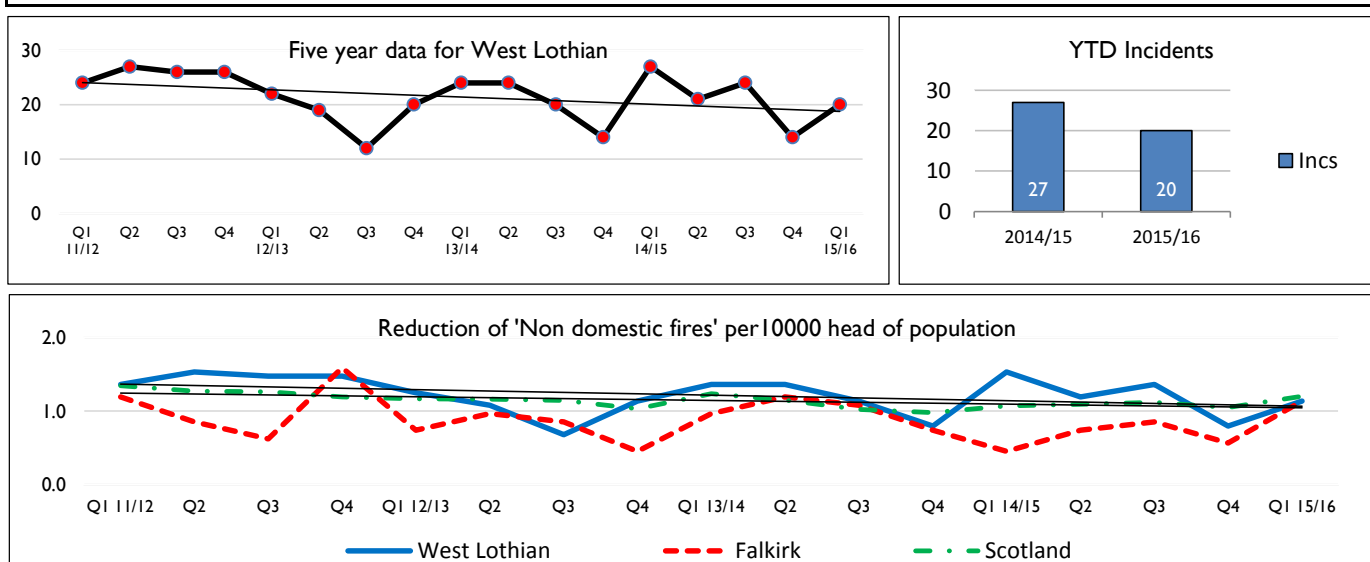 Five year data for West Lothian
30
20
10
0
Q1 Q2 Q3 Q4 Q1 Q2 Q3 Q4 Q1 Q2 Q3 Q4 Q1 Q2 Q3 Q4 Q1
11/12 12/13 13/14 14/15 15/16
YTD Incidents
30
20
10
0
27 20
2014/15 2015/16
Incs
Reduction of 'Non domestic fires' per10000 head of population
2.0
1.0
0.0
Q1 11/12 Q2 Q3 Q4 Q1 12/13 Q2 Q3 Q4 Q1 13/14 Q2 Q3 Q4 Q1 14/15 Q2 Q3 Q4 Q1 15/16
West Lothian Falkirk Scotland